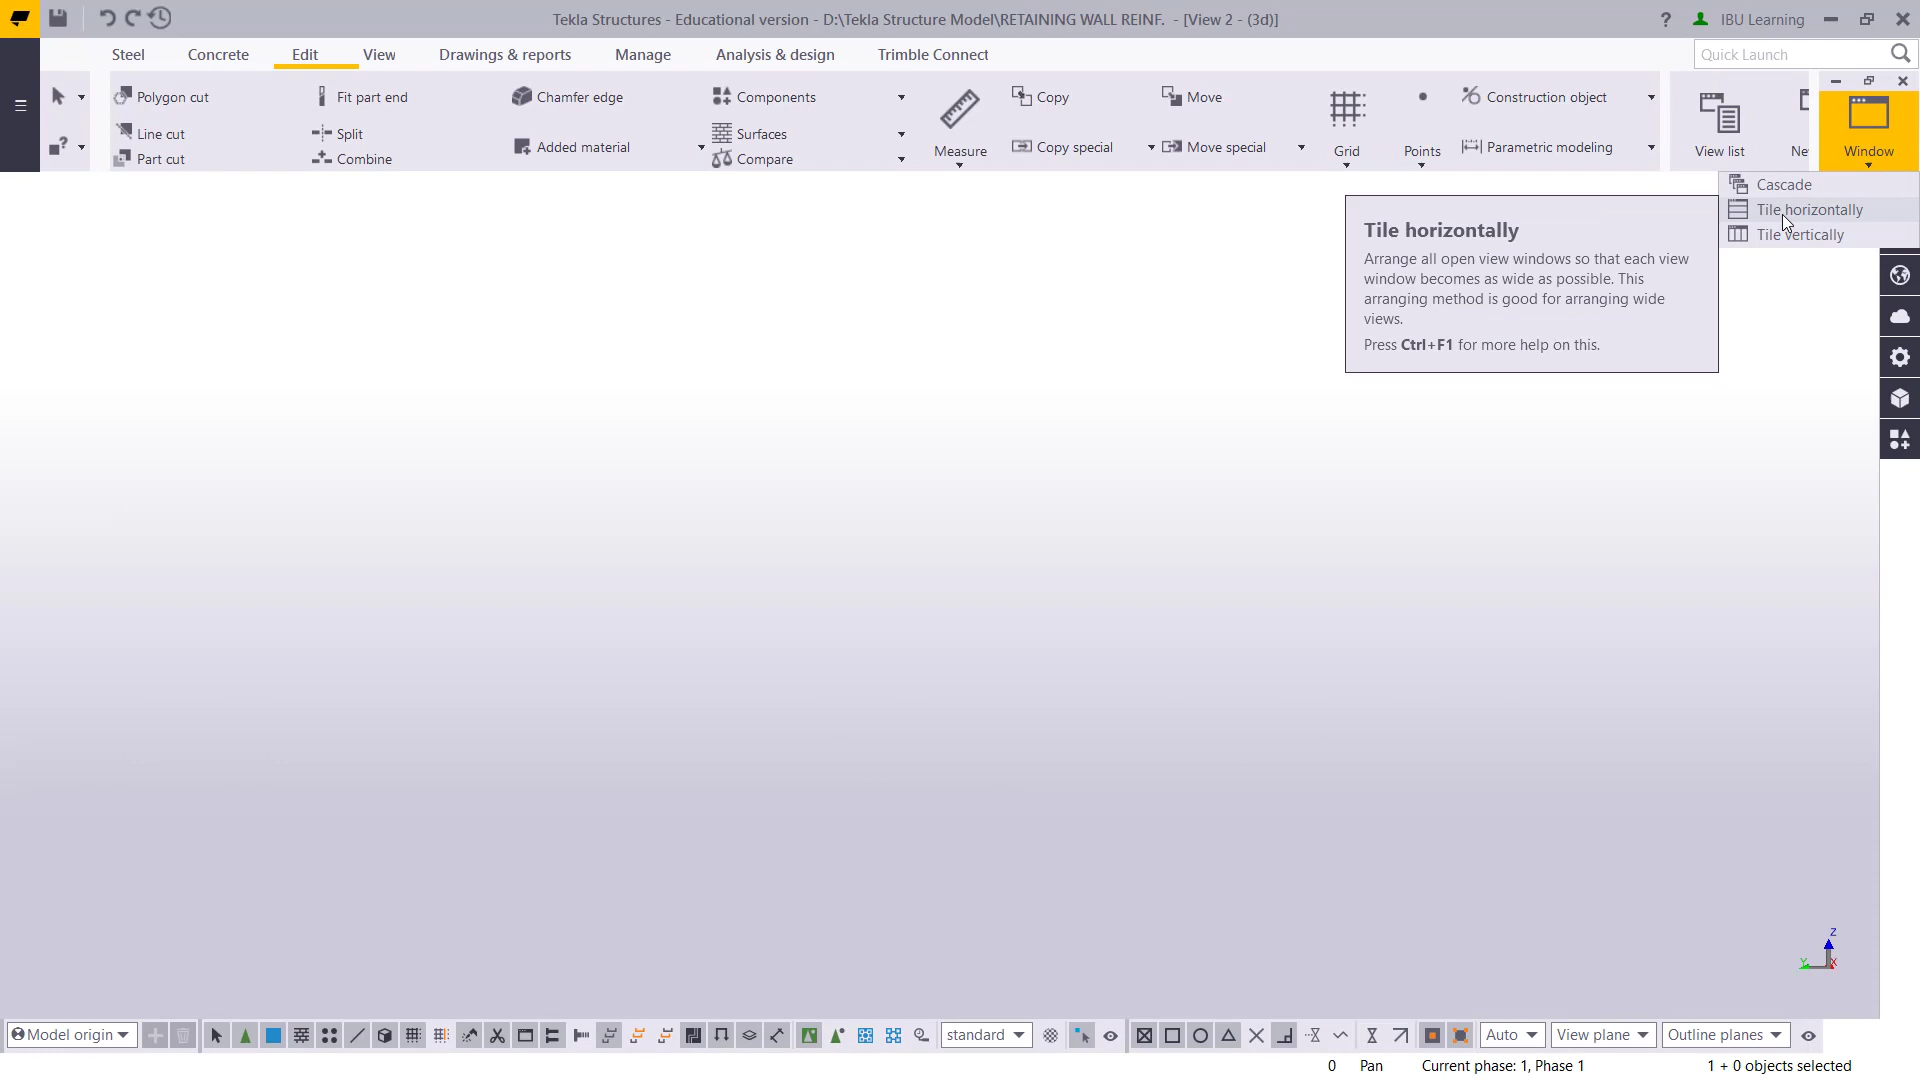 Tekla Structures - Educational version - D:\Tekla Structure Model\RETAINING WALL REINF. - [View 2 - (3d)]
? IBU Learning
Steel Concrete Edit View Drawings & reports Manage Analysis & design Trimble Connect
Quick Launch
Polygon cut
Line cut
Part cut
Fit part end
Split
Combine
Chamfer edge
Added material
Components
Surfaces
Compare
Measure
Copy
Copy special
Move
Move special
Grid
Points
Construction object
Parametric modeling
View list
Ne
Window
Cascade
Tile horizontally
Tile vertically
Tile horizontally
Arrange all open view windows so that each view
window becomes as wide as possible. This
arranging method is good for arranging wide
views.
Press Ctrl+F1 for more help on this.
Z
Y X
Model origin standard Auto View plane Outline planes
0 Pan Current phase: 1, Phase 1 1 + 0 objects selected